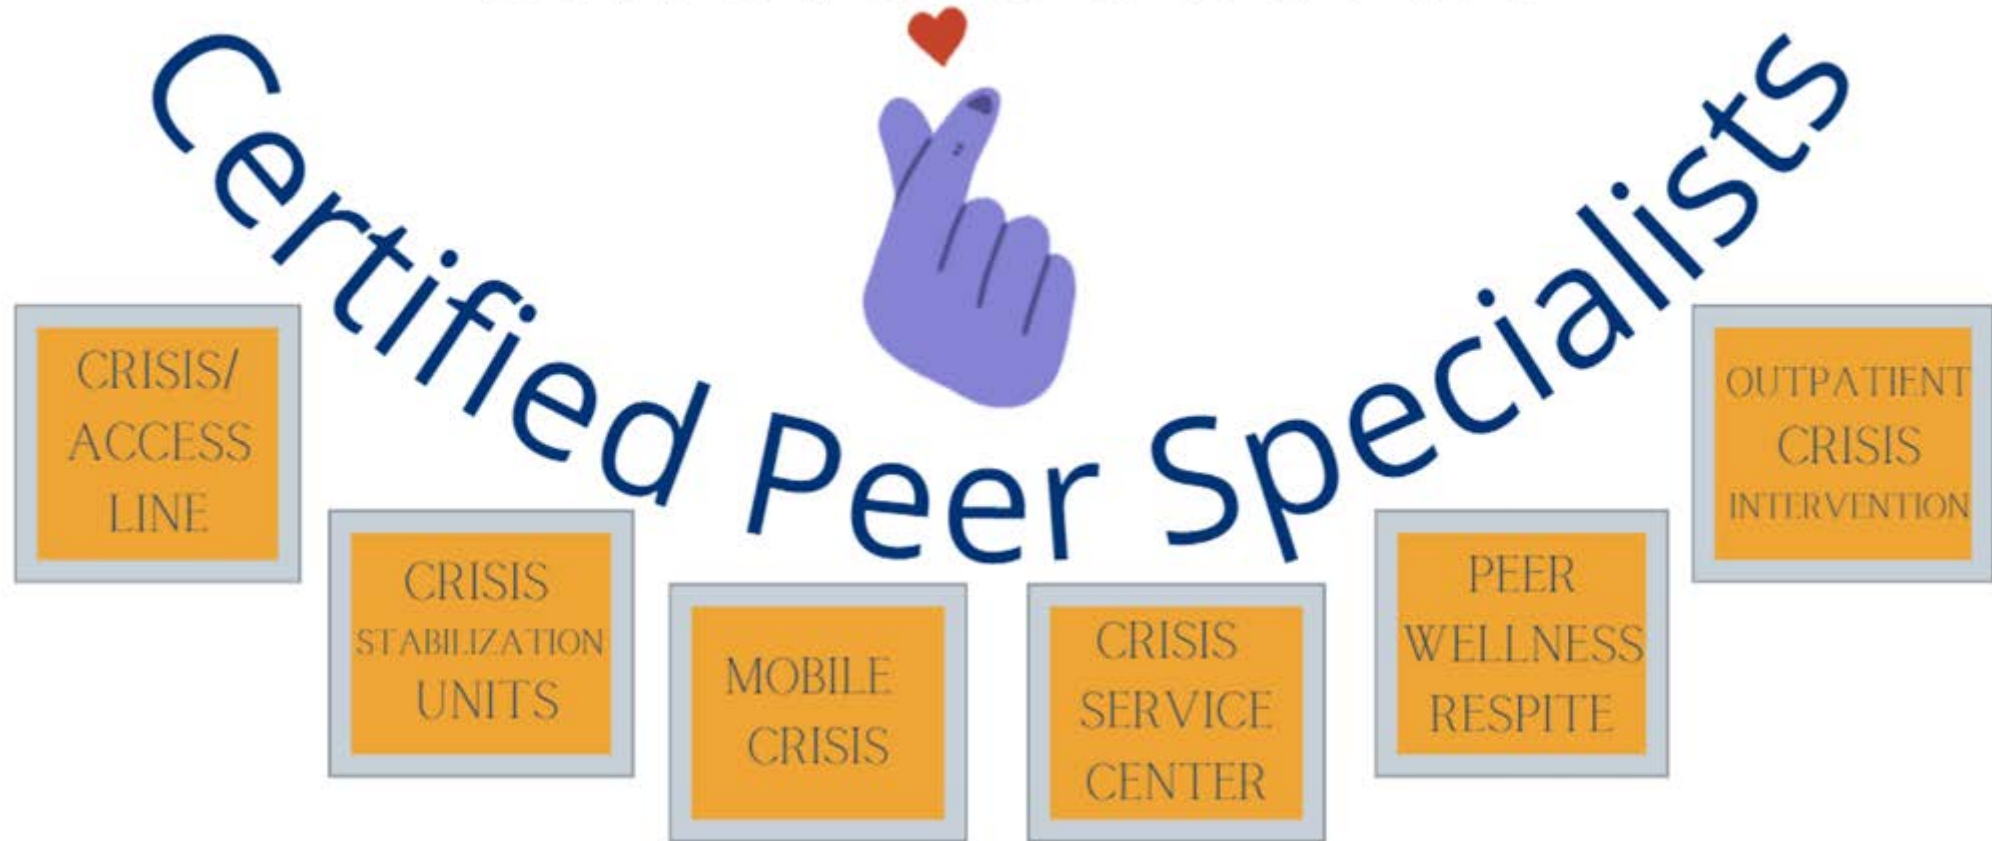 Certified Peer Specialists
CRISIS/
ACCESS
LINE
CRISIS
STABILIZATION
UNITS
MOBILE
CRISIS
CRISIS
SERVICE
CENTER
PEER
WELLNESS
RESPITE
OUTPATIENT
CRISIS
INTERVENTION